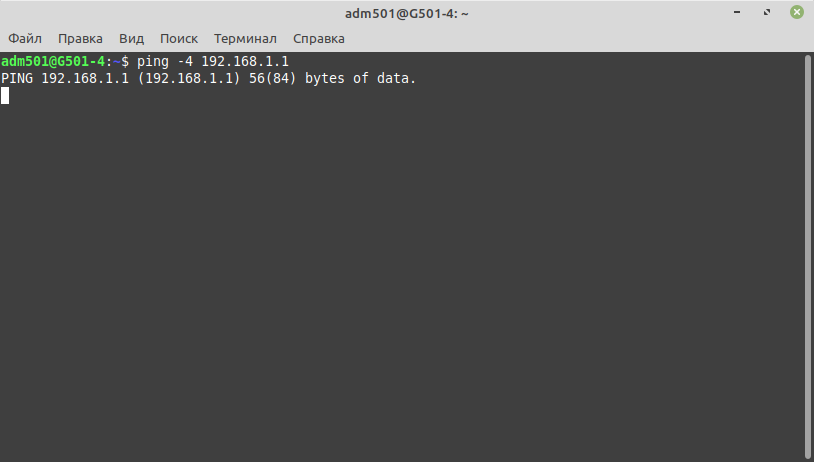 adm501@G501-4: ~
Файл Правка Вид Поиск Терминал Справка
adm501@G501-4:~$ ping -4 192.168.1.1
PING 192.168.1.1 (192.168.1.1) 56(84) bytes of data.